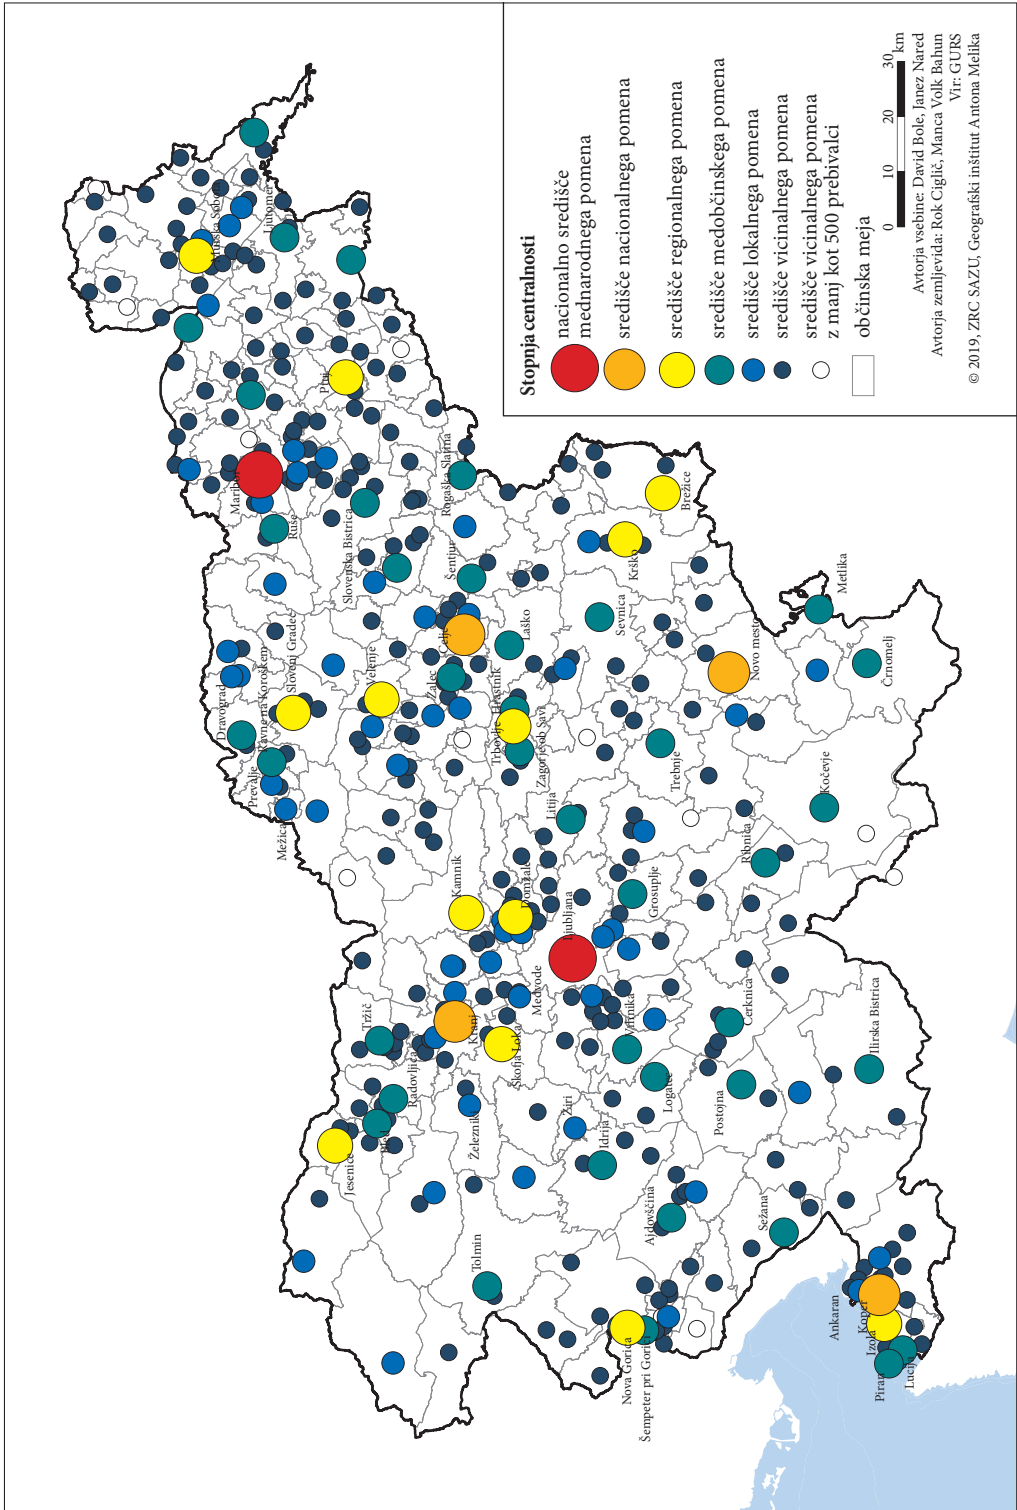 Stopnja centralnosti
nacionalno središče
mednarodnega pomena
središče nacionalnega pomena
središče regionalnega pomena
središče medobčinskega pomena
središče lokalnega pomena
središče vicinalnega pomena
središče vicinalnega pomena
z manj kot 500 prebivalci
občinska meja
0 10 20 30
km
Avtorja vsebine: David Bole, Janez Nared
Avtorja zemljevida: Rok Ciglić, Manca Volk Bahun
Vir: GURS
© 2019, ZRC SAZU, Geografski inštitut Antona Melika
Murska Sobota
Ljutomer
Maribor
Ruše
Ptuj
Slovenska Bistrica
Rogaška Slatina
Dravograd
Ravne na Koroškem
Slovenj Gradec
Prevalje
Mežica
Velenje
Žalec
Celje
Šentjur
Laško
Hrastnik
Trbovlje
Zagorje ob Savi
Sevnica
Krško
Brežice
Novo mesto
Metlika
Črnomelj
Trebnje
Kočevje
Ribnica
Litija
Grosuplje
Kamnik
Domžale
Ljubljana
Medvode
Vrhnika
Cerknica
Logatec
Postojna
Ilirska Bistrica
Tržič
Kranj
Škofja Loka
Radovljica
Bled
Jesenice
Železniki
Žiri
Idrija
Ajdovščina
Sežana
Tolmin
Nova Gorica
Šempeter pri Gorici
Ankaran
Koper
Izola
Piran
Lucija